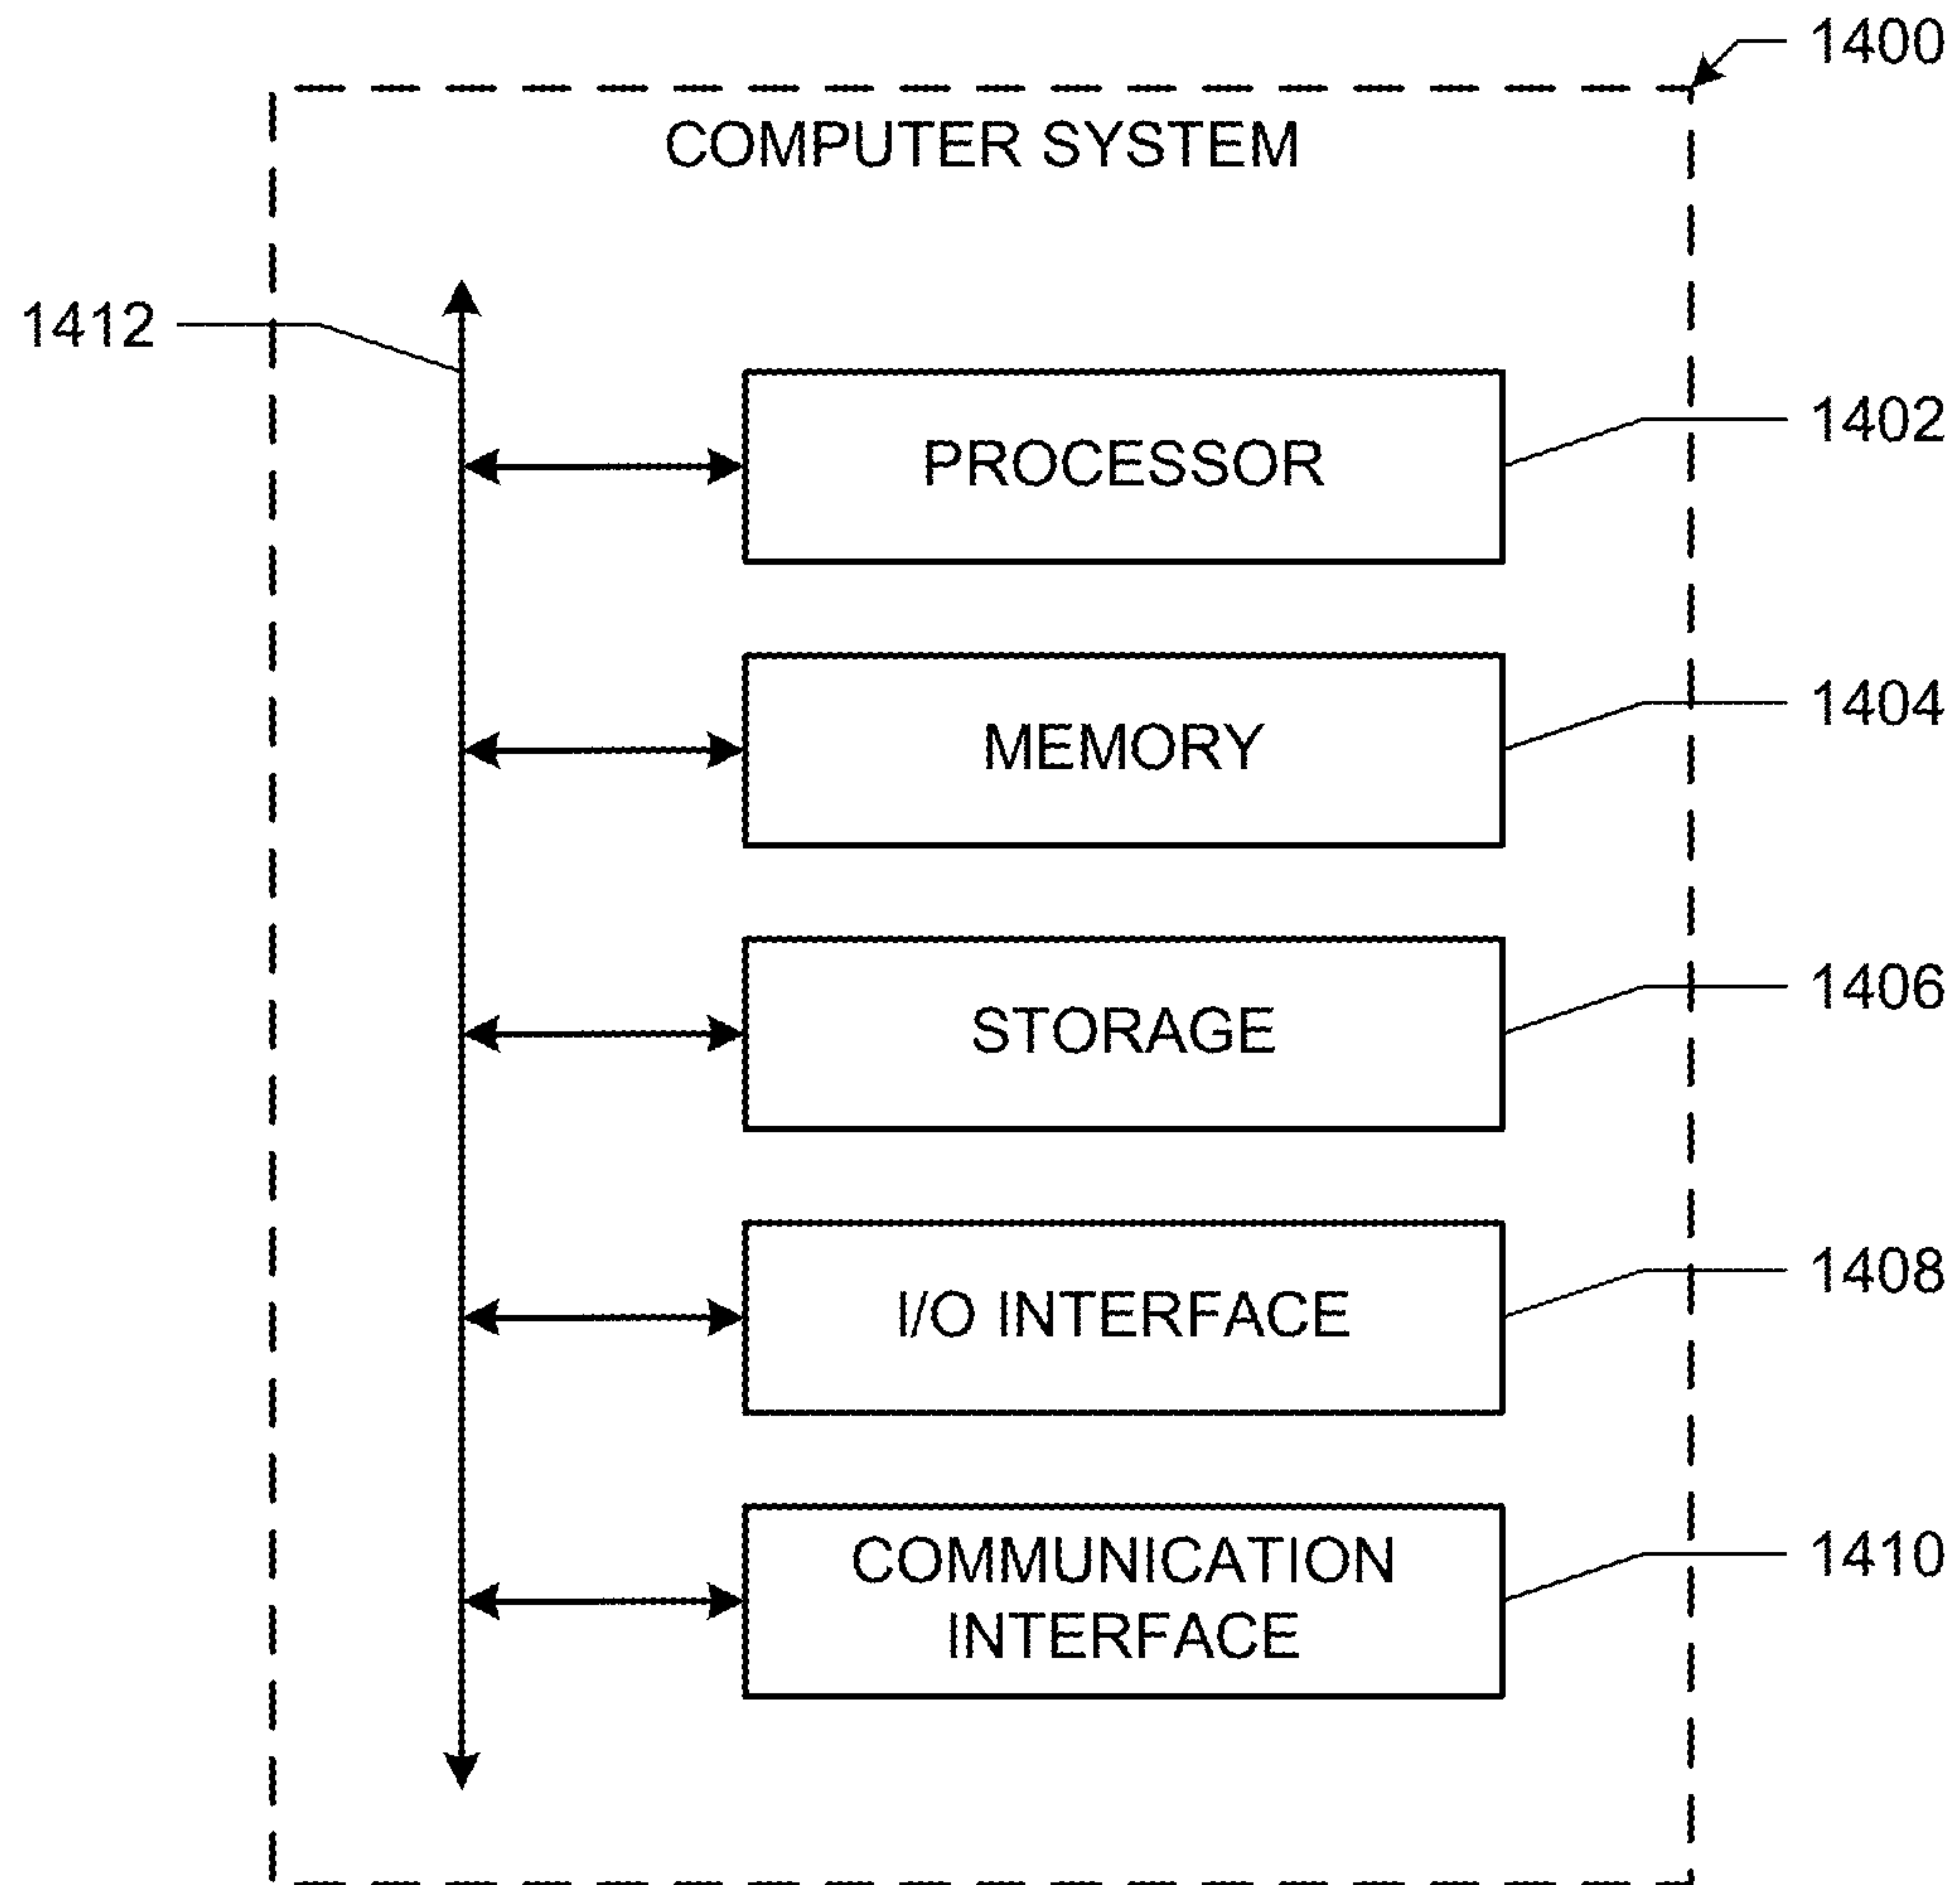 1400
COMPUTER SYSTEM
1412
1402
PROCESSOR
1404
MEMORY
1406
STORAGE
1408
I/O INTERFACE
1410
COMMUNICATION
INTERFACE